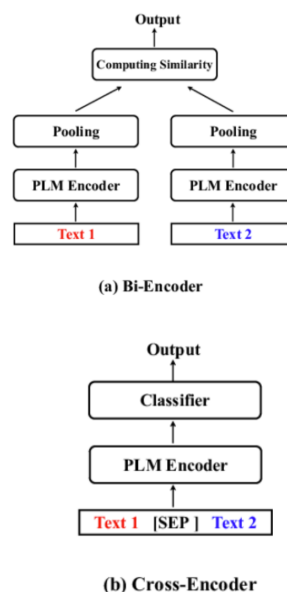 Output
Computing Similarity
Pooling Pooling
PLM Encoder PLM Encoder
Text 1 Text 2
(a) Bi-Encoder
Output
Classifier
PLM Encoder
Text 1 [SEP ] Text 2
(b) Cross-Encoder